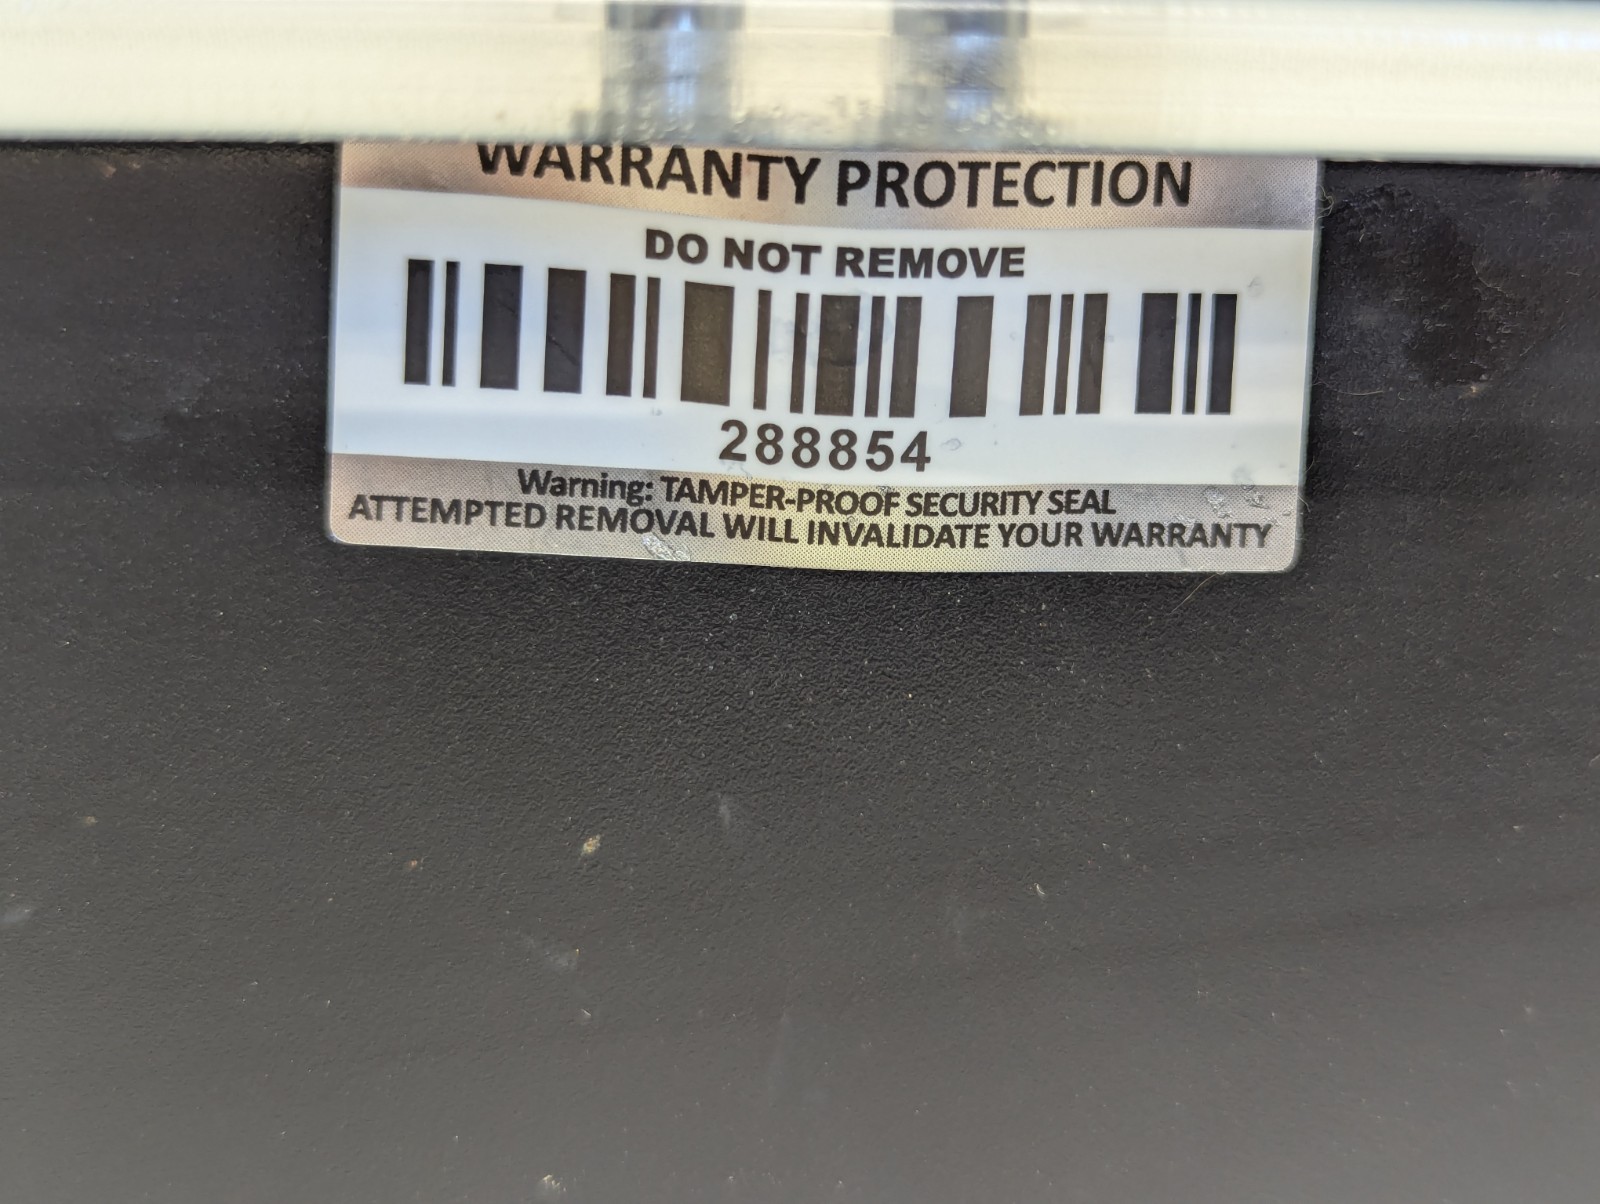 WARRANTY PROTECTION
DO NOT REMOVE
288854
Warning: TAMPER-PROOF SECURITY SEAL
ATTEMPTED REMOVAL WILL INVALIDATE YOUR WARRANTY